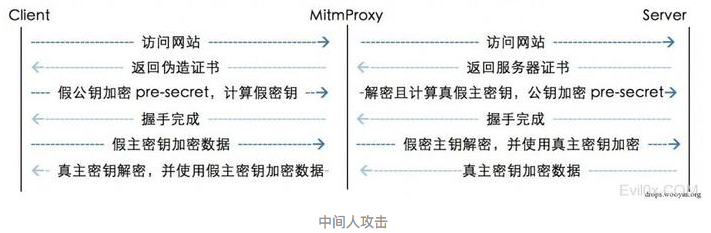 Client MitmProxy Server
访问网站 访问网站
返回伪造证书 返回服务器证书
假公钥加密 pre-secret，计算假密钥 解密且计算真假主密钥，公钥加密 pre-secret
握手完成 握手完成
假主密钥加密数据 假密主钥解密，并使用真主密钥加密
真主密钥解密，并使用假主密钥加密数据 真主密钥加密数据
Evil0x.COM
drops.wooyun.org
中间人攻击